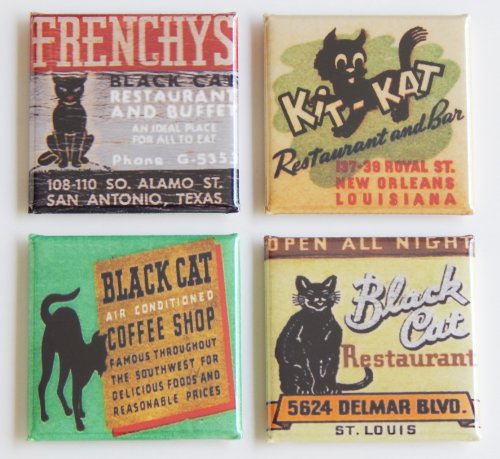 FRENCHYS
BLACK CAT
RESTAURANT
AND BUFFET
AN IDEAL PLACE
FOR ALL TO EAT
Phone G-5353
108-110 SO. ALAMO ST.
SAN ANTONIO, TEXAS
KiT-KAT
Restaurant and Bar
137-39 ROYAL ST.
NEW ORLEANS
LOUISIANA
BLACK CAT
AIR CONDITIONED
COFFEE SHOP
FAMOUS THROUGHOUT
THE SOUTHWEST FOR
DELICIOUS FOODS AND
REASONABLE PRICES
OPEN ALL NIGHT
Black
Cat
Restaurant
5624 DELMAR BLVD.
ST. LOUIS